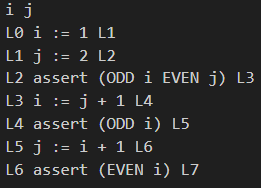 i j
L0 i := 1 L1
L1 j := 2 L2
L2 assert (ODD i EVEN j) L3
L3 i := j + 1 L4
L4 assert (ODD i) L5
L5 j := i + 1 L6
L6 assert (EVEN i) L7